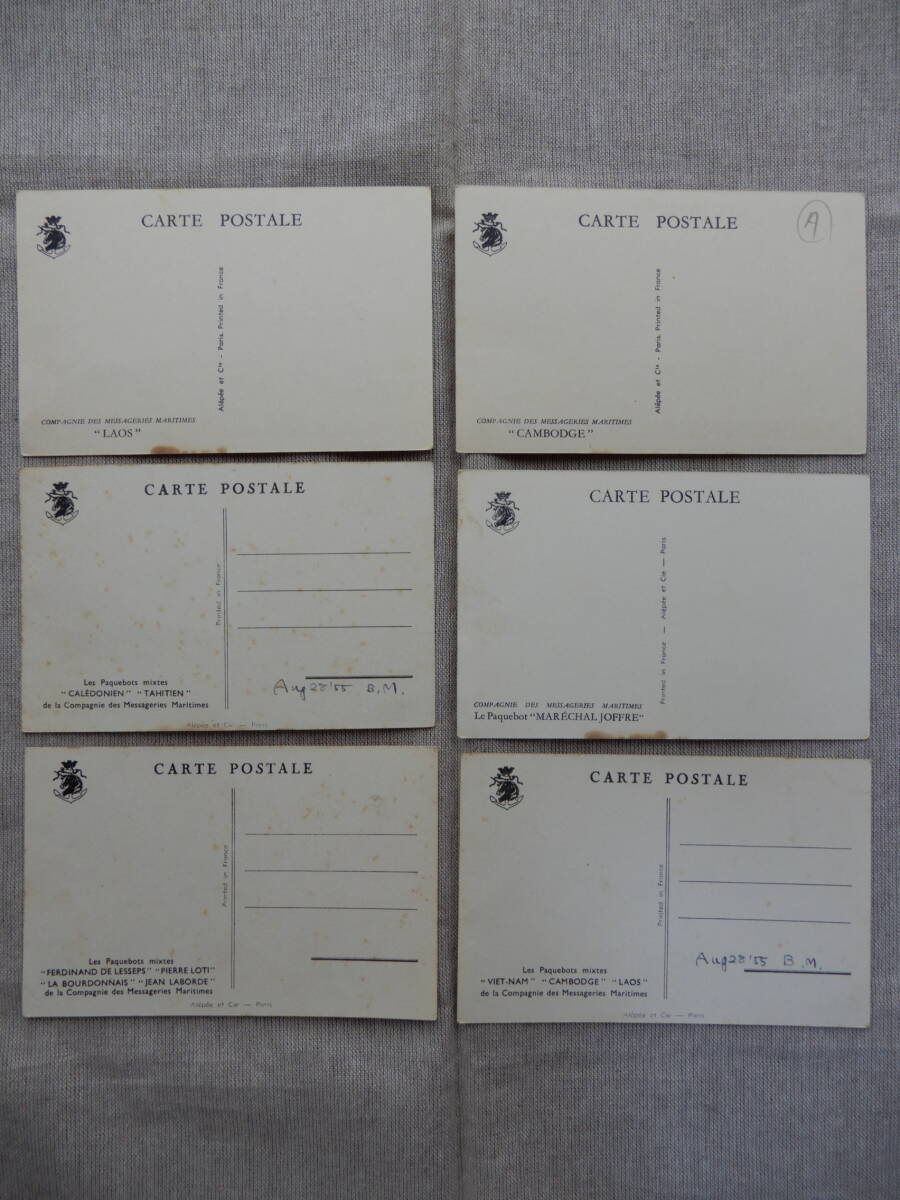 CARTE POSTALE
Alépée et Cie - Paris. Printed in France
COMPAGNIE DES MESSAGERIES MARITIMES
"LAOS"
CARTE POSTALE
A
Alépée et Cie - Paris. Printed in France
COMPAGNIE DES MESSAGERIES MARITIMES
"CAMBODGE"
CARTE POSTALE
Printed in France
Les Paquebots mixtes
"CALÉDONIEN" "TAHITIEN"
de la Compagnie des Messageries Maritimes
Aug 28 '55 B.M.
Alépée et Cie — Paris
CARTE POSTALE
Printed in France — Alépée et Cie — Paris
COMPAGNIE DES MESSAGERIES MARITIMES
Le Paquebot "MARÉCHAL JOFFRE"
CARTE POSTALE
Printed in France
Les Paquebots mixtes
"FERDINAND DE LESSEPS" "PIERRE LOTI"
"LA BOURDONNAIS" "JEAN LABORDE"
de la Compagnie des Messageries Maritimes
Alépée et Cie — Paris
CARTE POSTALE
Printed in France
Aug 28 '55 B.M.
Les Paquebots mixtes
"VIET-NAM" "CAMBODGE" "LAOS"
de la Compagnie des Messageries Maritimes
Alépée et Cie — Paris